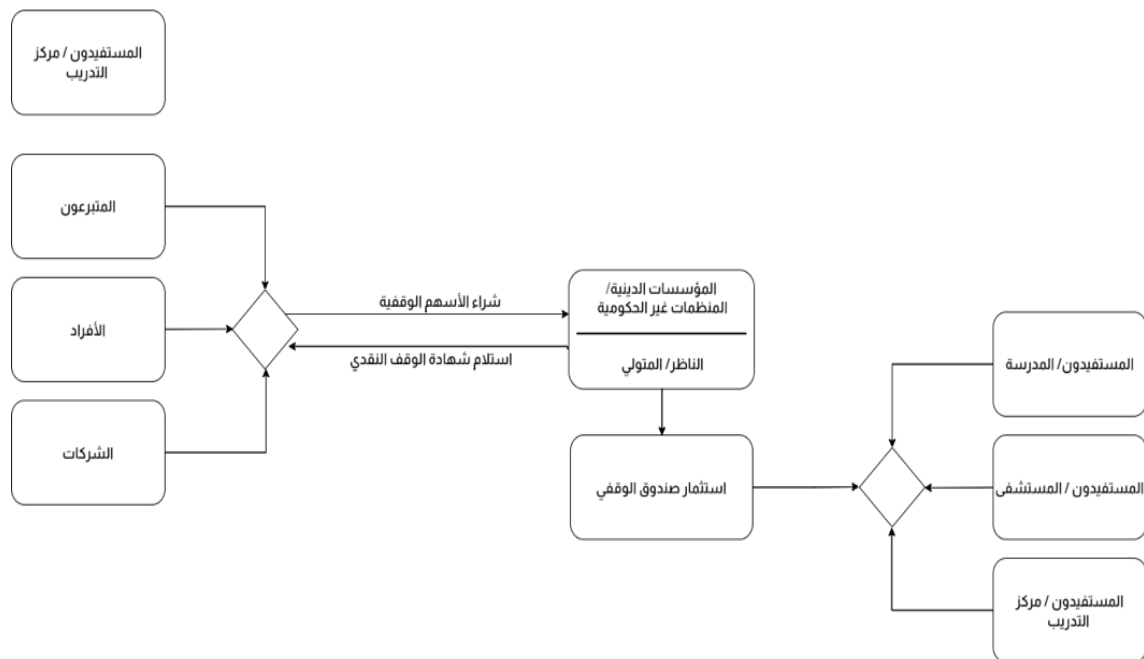 المستفيدون / مركز
التدريب
المتبرعون
الأفراد
الشركات
شراء الأسهم الوقفية
استلام شهادة الوقف النقدي
المؤسسات الدينية/
المنظمات غير الحكومية
الناظر/ المتولي
استثمار صندوق الوقفي
المستفيدون/ المدرسة
المستفيدون / المستشفى
المستفيدون / مركز
التدريب